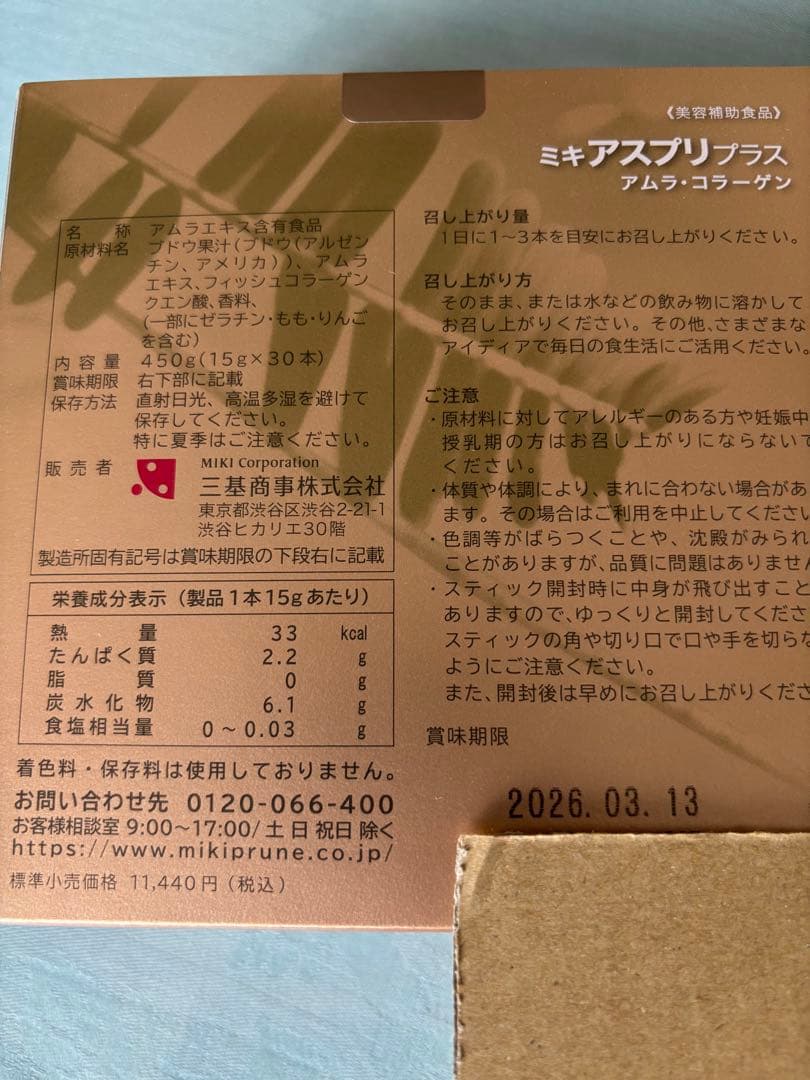 《美容補助食品》
ミキ アスプリプラス
アムラ・コラーゲン
名称 アムラエキス含有食品
原材料名 ブドウ果汁(ブドウ(アルゼン
チン、アメリカ))、アムラ
エキス、フィッシュコラーゲン
クエン酸、香料、
(一部にゼラチン・もも・りんご
を含む)
内容量 450g(15g×30本)
賞味期限 右下部に記載
保存方法 直射日光、高温多湿を避けて
保存してください。
特に夏季はご注意ください。
販売者 MIKI Corporation
三基商事株式会社
東京都渋谷区渋谷2-21-1
渋谷ヒカリエ30階
製造所固有記号は賞味期限の下段右に記載
栄養成分表示(製品1本15gあたり)
熱量 33 kcal
たんぱく質 2.2 g
脂質 0 g
炭水化物 6.1 g
食塩相当量 0~0.03 g
着色料・保存料は使用しておりません。
お問い合わせ先 0120-066-400
お客様相談室 9:00~17:00/土 日 祝日 除く
https://www.mikiprune.co.jp/
標準小売価格 11,440円(税込)
召し上がり量
1日に1~3本を目安にお召し上がりください。
召し上がり方
そのまま、または水などの飲み物に溶かして
お召し上がりください。その他、さまざまな
アイディアで毎日の食生活にご活用ください。
ご注意
・原材料に対してアレルギーのある方や妊娠中
授乳期の方はお召し上がりにならないで
ください。
・体質や体調により、まれに合わない場合があ
ます。その場合はご利用を中止してください
・色調等がばらつくことや、沈殿がみられ
ことがありますが、品質に問題はありません
・スティック開封時に中身が飛び出すこと
ありますので、ゆっくりと開封してくださ
スティックの角や切り口で口や手を切らな
ようにご注意ください。
また、開封後は早めにお召し上がりくださ
賞味期限
2026.03.13